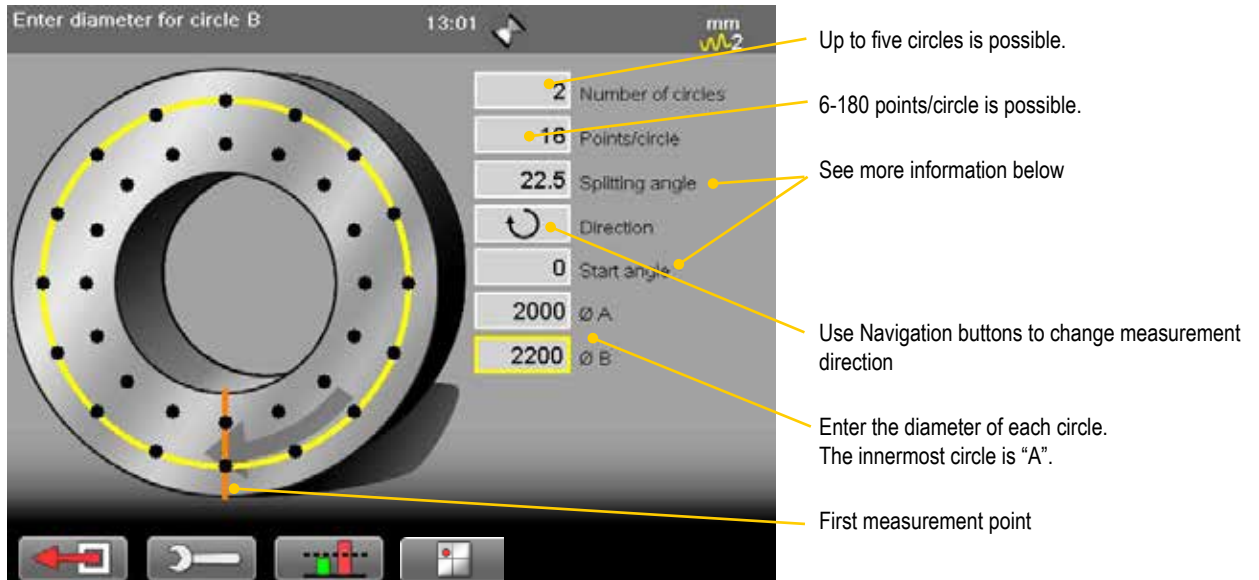 Enter diameter for circle B
13:01
mm
2
2 Number of circles
16 Points/circle
22.5 Splitting angle
Direction
0 Start angle
2000 Ø A
2200 Ø B
Up to five circles is possible.
6-180 points/circle is possible.
See more information below
Use Navigation buttons to change measurement
direction
Enter the diameter of each circle.
The innermost circle is “A”.
First measurement point